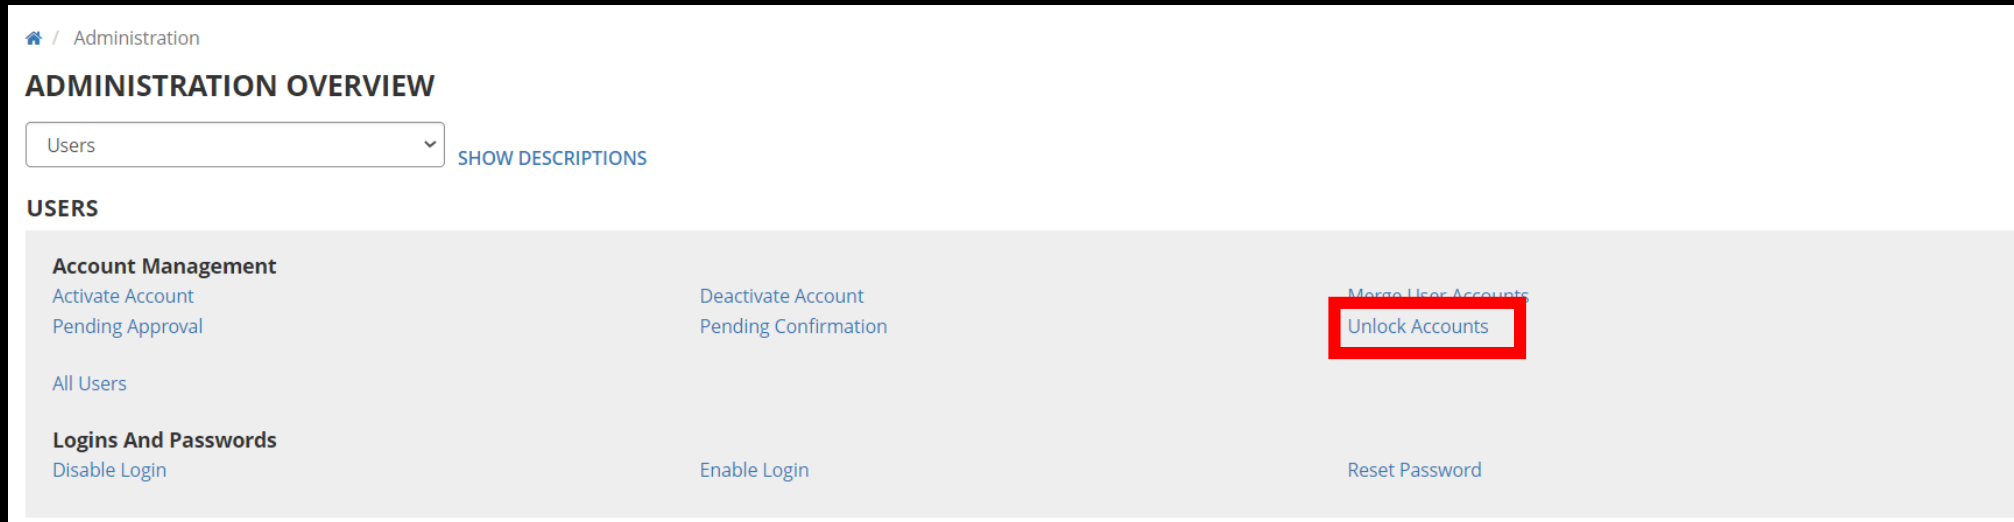 / Administration
ADMINISTRATION OVERVIEW
Users
SHOW DESCRIPTIONS
USERS
Account Management
Activate Account Deactivate Account Merge User Accounts
Pending Approval Pending Confirmation Unlock Accounts
All Users
Logins And Passwords
Disable Login Enable Login Reset Password